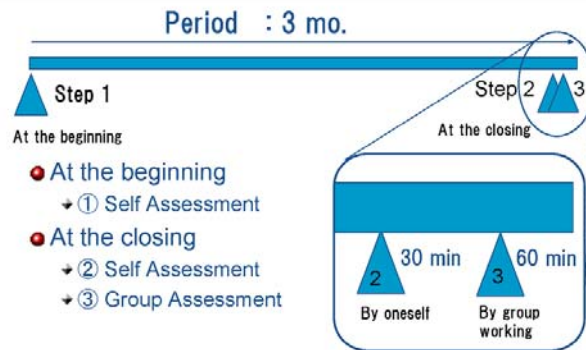 Period : 3 mo.
Step 1
Step 2
3
At the beginning
At the closing
At the beginning
① Self Assessment
At the closing
② Self Assessment
③ Group Assessment
2
30 min
3
60 min
By oneself
By group
working